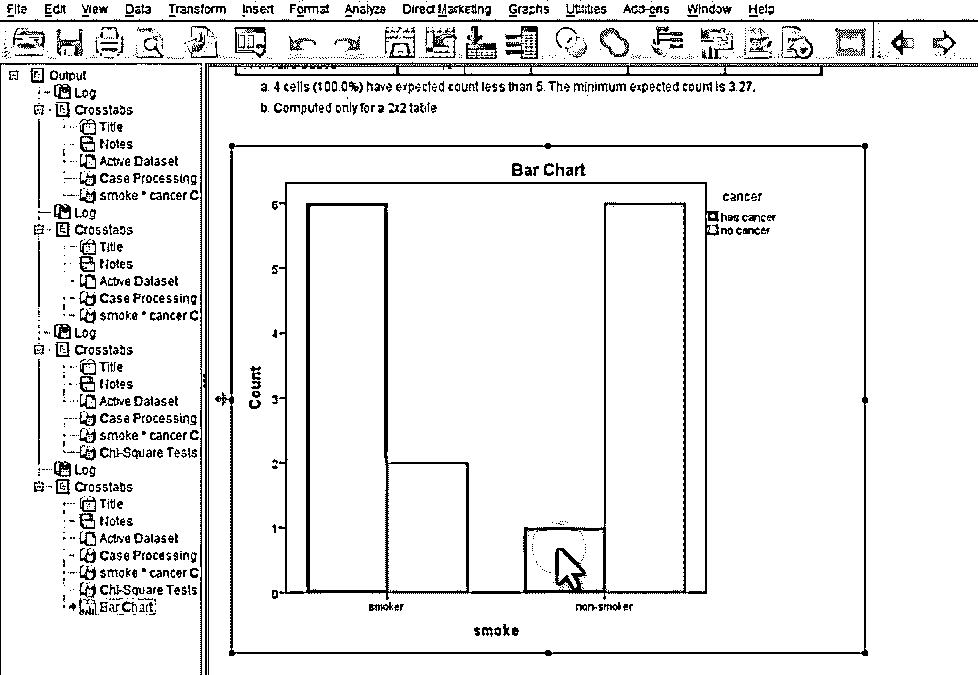 File Edit View Data Transform Insert Format Analyze Direct Marketing Graphs Utilities Add-ons Window Help
Output
Log
Crosstabs
Title
Notes
Active Dataset
Case Processing
smoke * cancer C
Log
Crosstabs
Title
Notes
Active Dataset
Case Processing
smoke * cancer C
Log
Crosstabs
Title
Notes
Active Dataset
Case Processing
smoke * cancer C
Chi-Square Tests
Log
Crosstabs
Title
Notes
Active Dataset
Case Processing
smoke * cancer C
Chi-Square Tests
Bar Chart
a. 4 cells (100.0%) have expected count less than 5. The minimum expected count is 3.27.
b. Computed only for a 2x2 table
Bar Chart
cancer
has cancer
no cancer
Count
6
5
4
3
2
1
0
smoker non-smoker
smoke